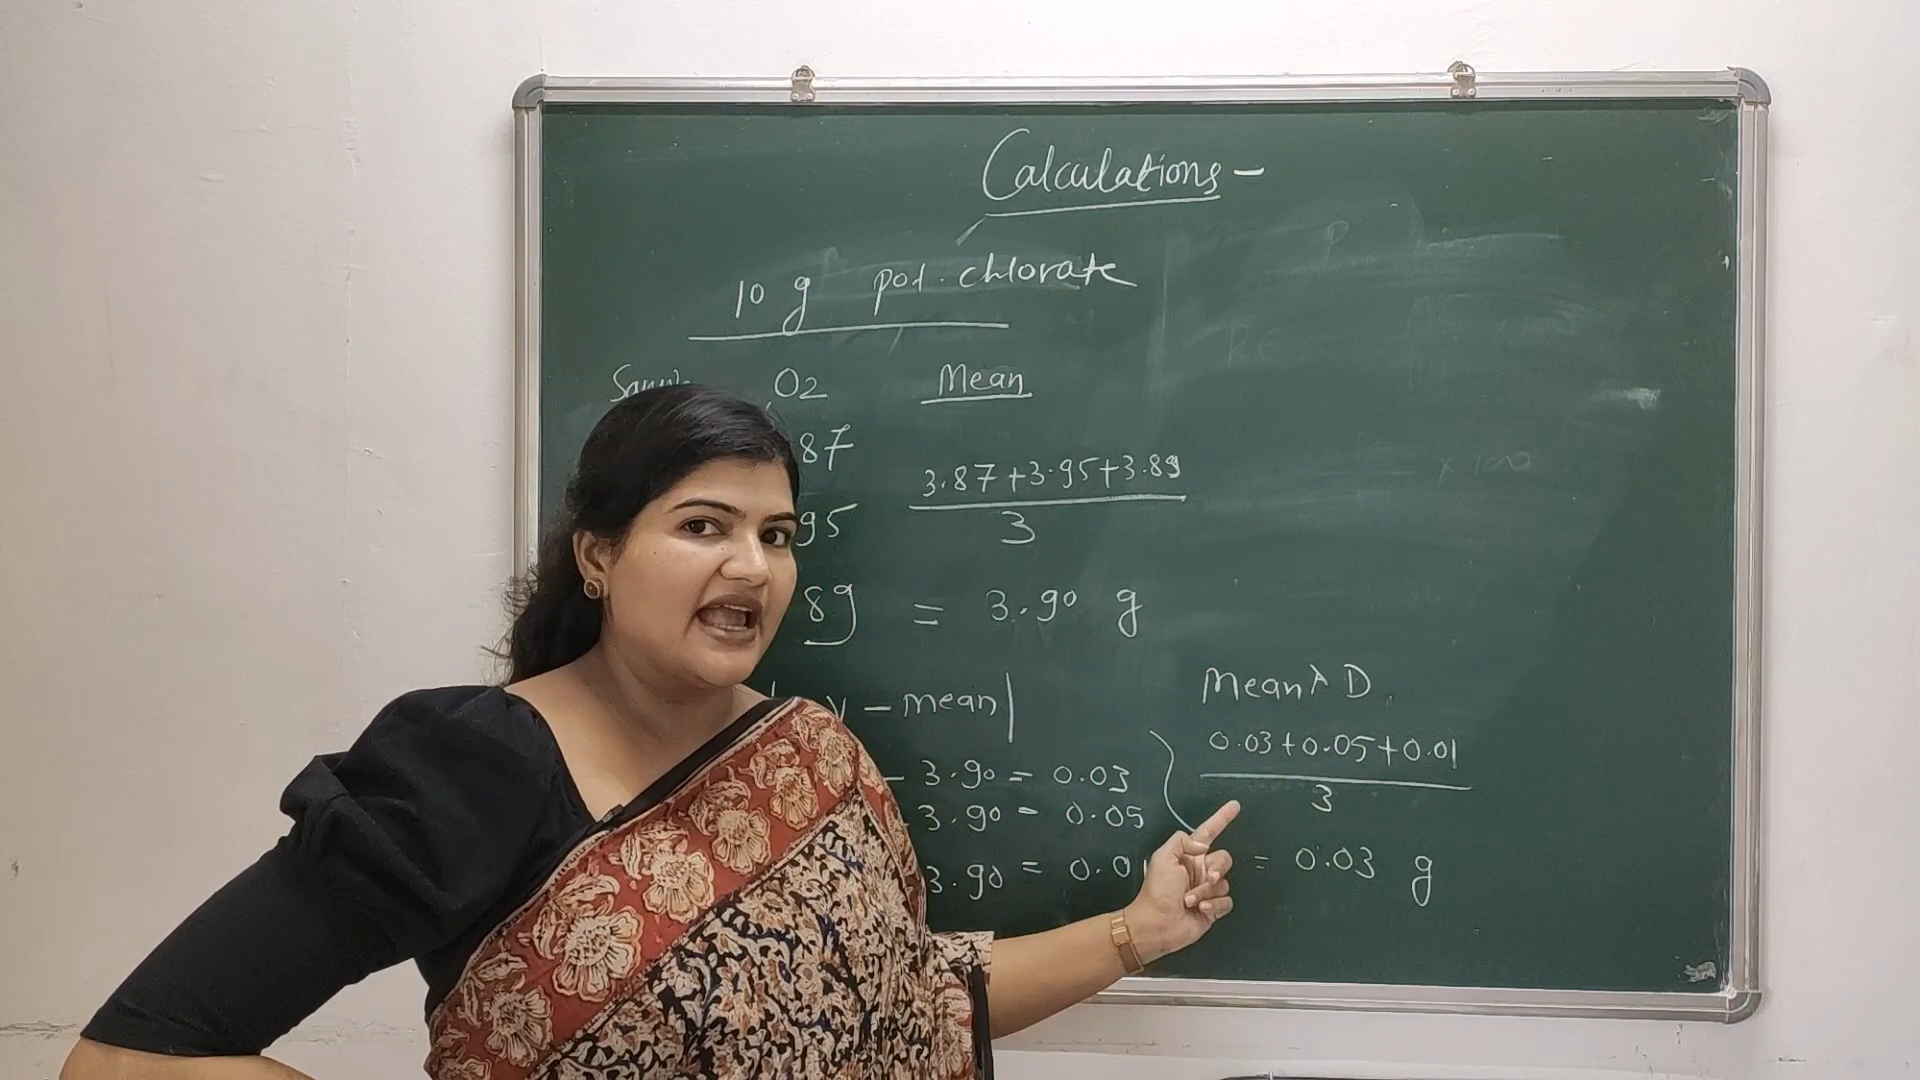 Calculations -
10 g pot. chlorate
O2 Mean
87
3.87+3.95+3.89
95
3
89 = 3.90 g
- mean|
Mean D
- 3.90 = 0.03
0.03+0.05+0.01
3.90 = 0.05
3
3.90 = 0.01
= 0.03 g